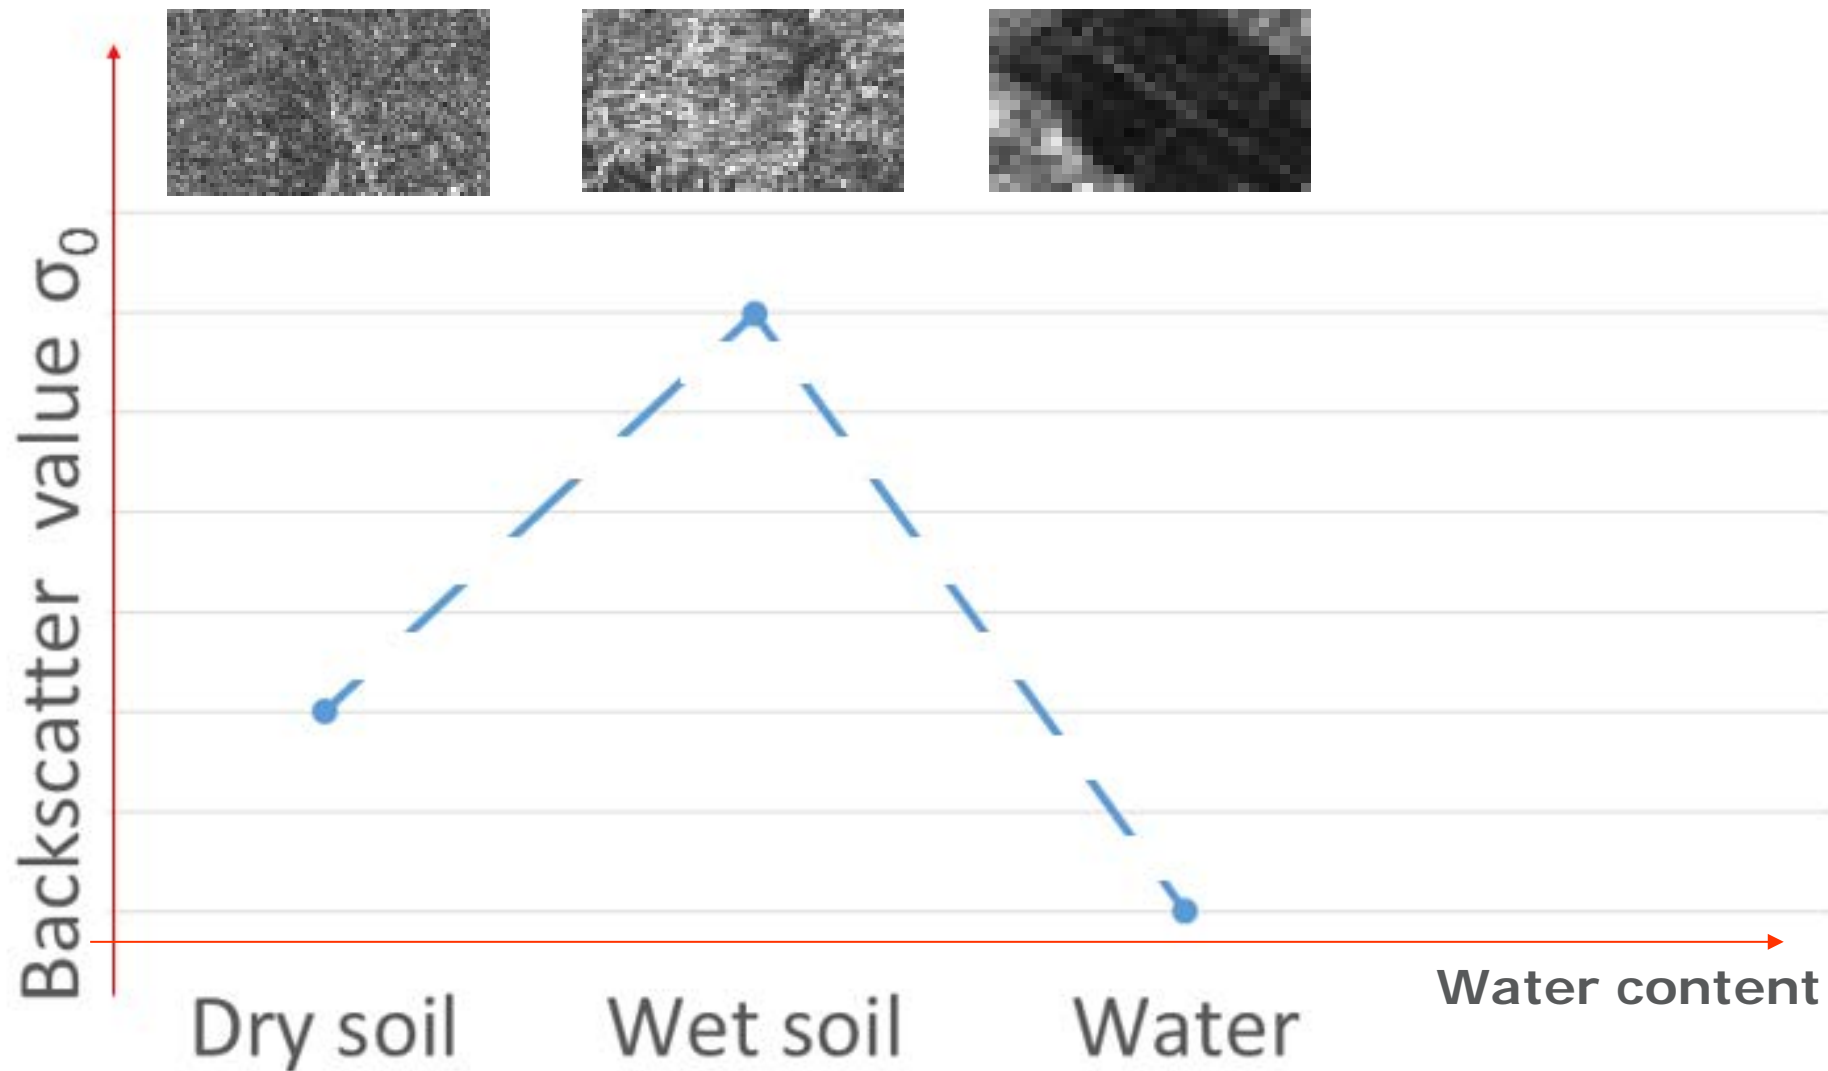 Backscatter value σ₀
Dry soil
Wet soil
Water
Water content